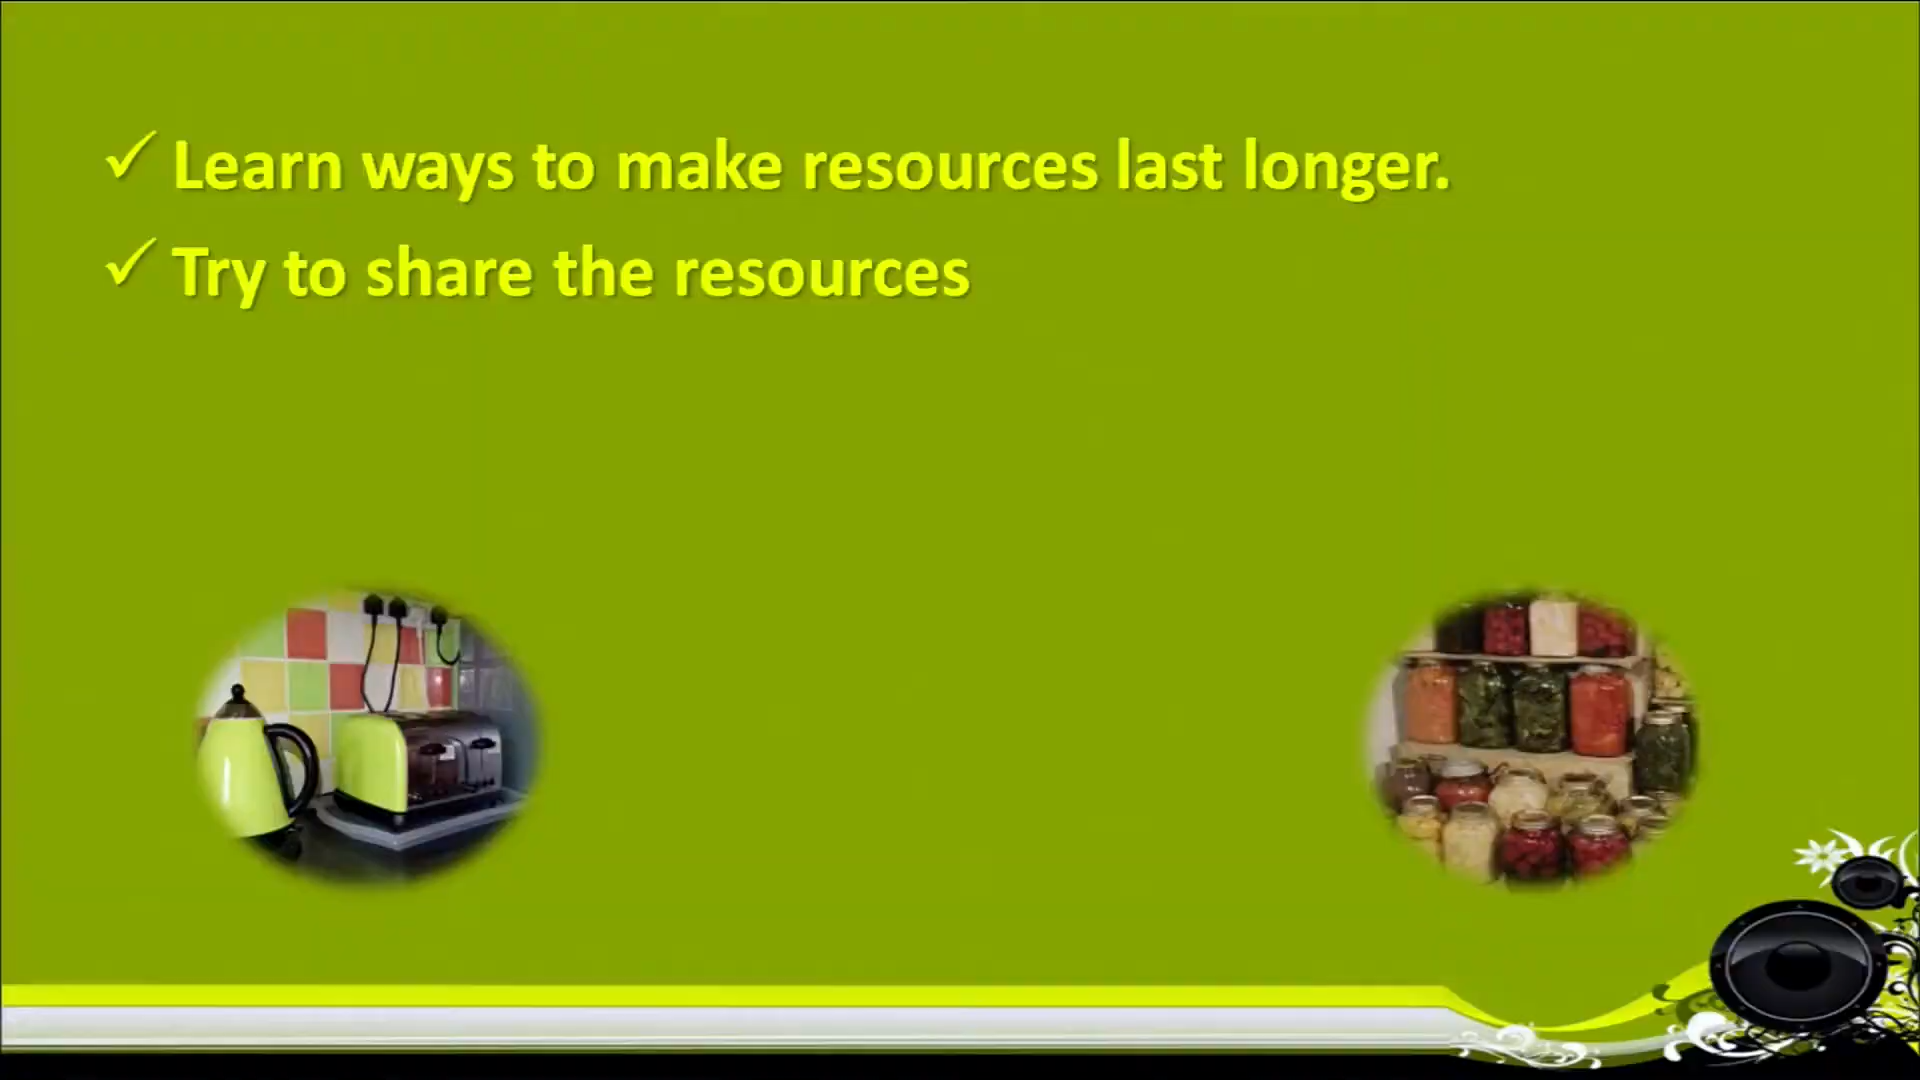 Learn ways to make resources last longer.
Try to share the resources